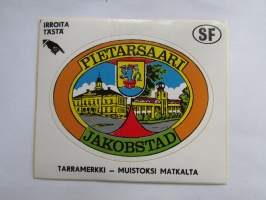 IRROITA
TÄSTÄ
SF
PIETARSAARI
JAKOBSTAD
TARRAMERKKI – MUISTOKSI MATKALTA